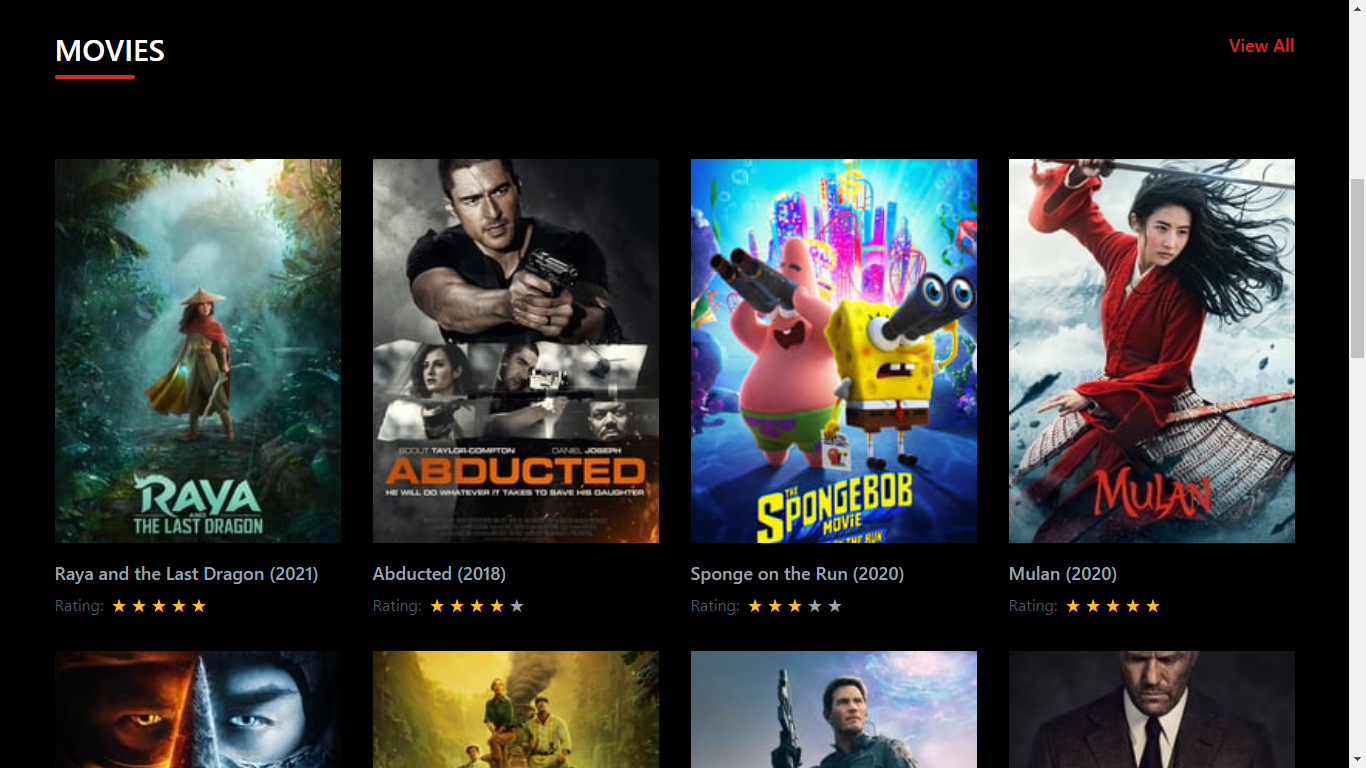 MOVIES
View All
SCOUT TAYLOR-COMPTON DANIEL JOSEPH
ABDUCTED
HE WILL DO WHATEVER IT TAKES TO SAVE HIS DAUGHTER
RAYA
AND
THE LAST DRAGON
THE
SPONGEBOB
MOVIE
MULAN
Raya and the Last Dragon (2021)
Abducted (2018)
Sponge on the Run (2020)
Mulan (2020)
Rating:
Rating:
Rating:
Rating: